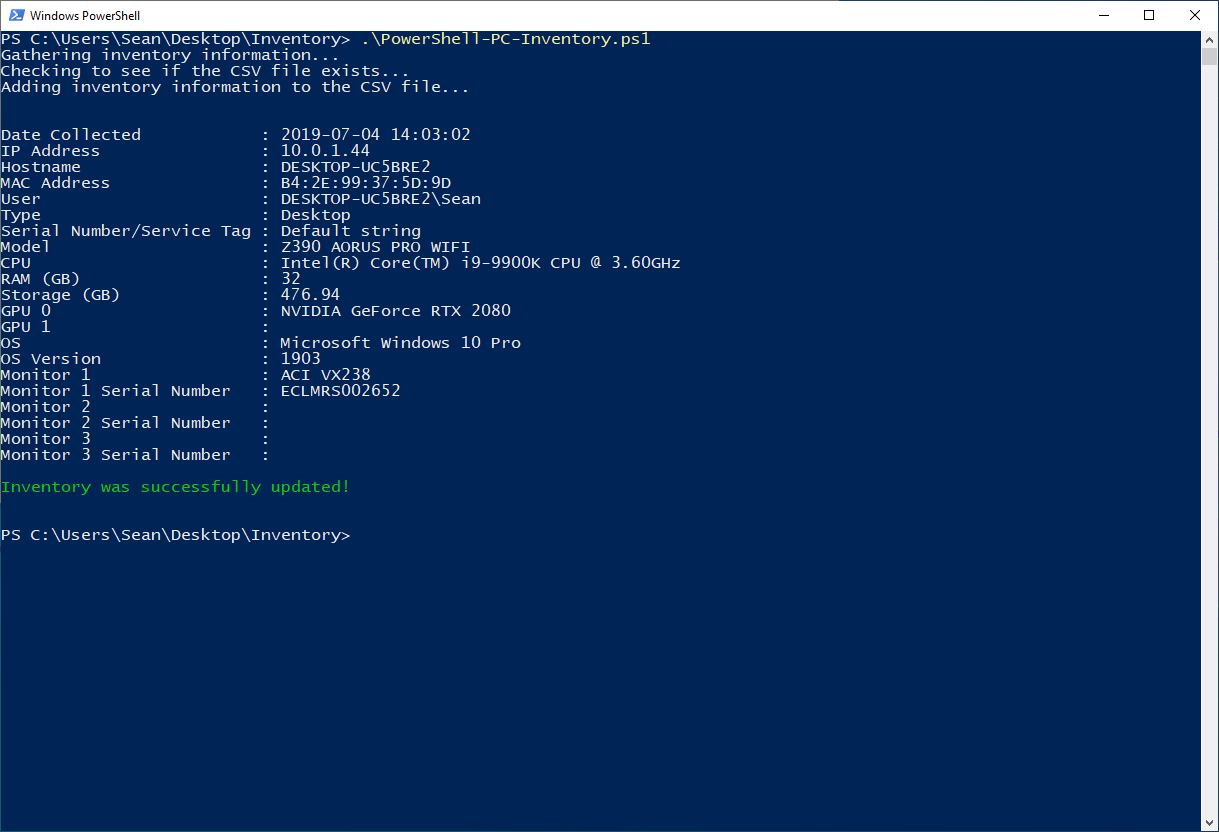 Windows PowerShell
PS C:\Users\Sean\Desktop\Inventory> .\PowerShell-PC-Inventory.ps1
Gathering inventory information...
Checking to see if the CSV file exists...
Adding inventory information to the CSV file...
Date Collected : 2019-07-04 14:03:02
IP Address : 10.0.1.44
Hostname : DESKTOP-UC5BRE2
MAC Address : B4:2E:99:37:5D:9D
User : DESKTOP-UC5BRE2\Sean
Type : Desktop
Serial Number/Service Tag : Default string
Model : Z390 AORUS PRO WIFI
CPU : Intel(R) Core(TM) i9-9900K CPU @ 3.60GHz
RAM (GB) : 32
Storage (GB) : 476.94
GPU 0 : NVIDIA GeForce RTX 2080
GPU 1 :
OS : Microsoft Windows 10 Pro
OS Version : 1903
Monitor 1 : ACI VX238
Monitor 1 Serial Number : ECLMRS002652
Monitor 2 :
Monitor 2 Serial Number :
Monitor 3 :
Monitor 3 Serial Number :
Inventory was successfully updated!
PS C:\Users\Sean\Desktop\Inventory>